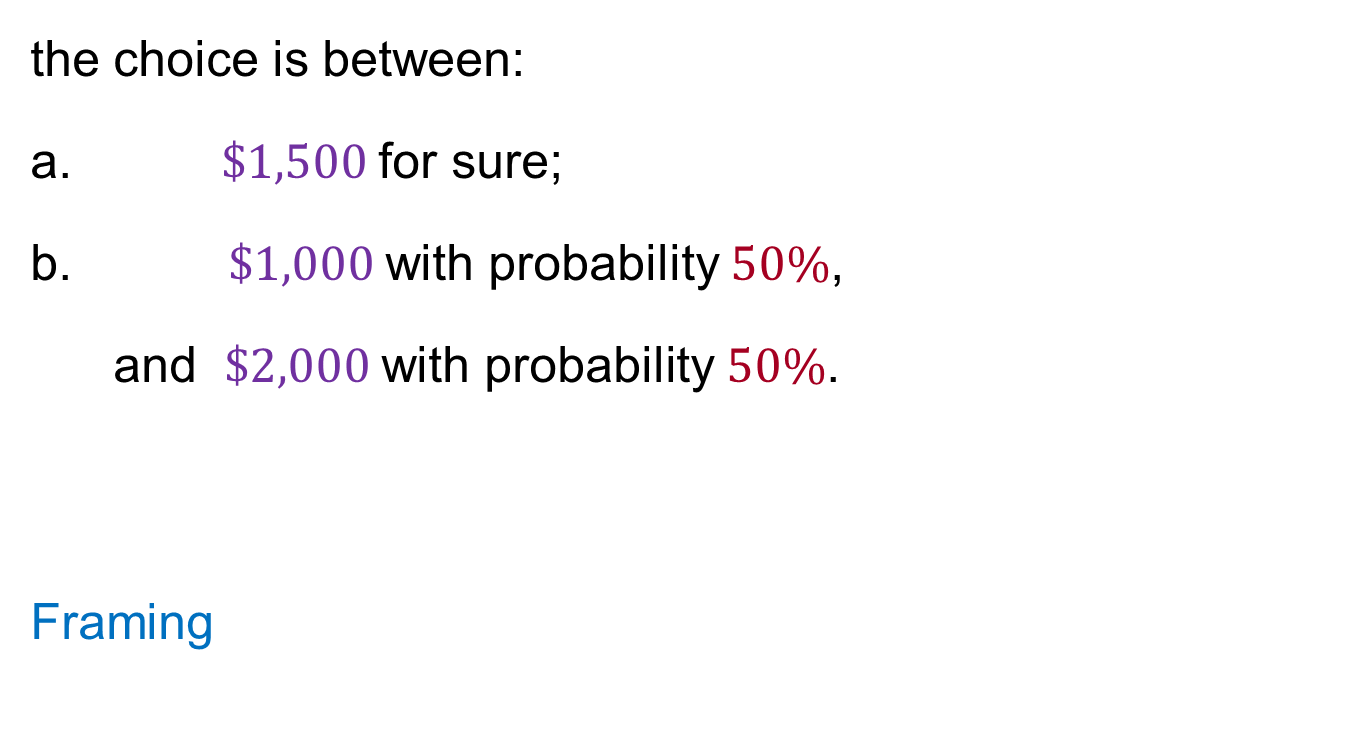 the choice is between:
a. $1,500 for sure;
b. $1,000 with probability 50%,
and $2,000 with probability 50%.
Framing